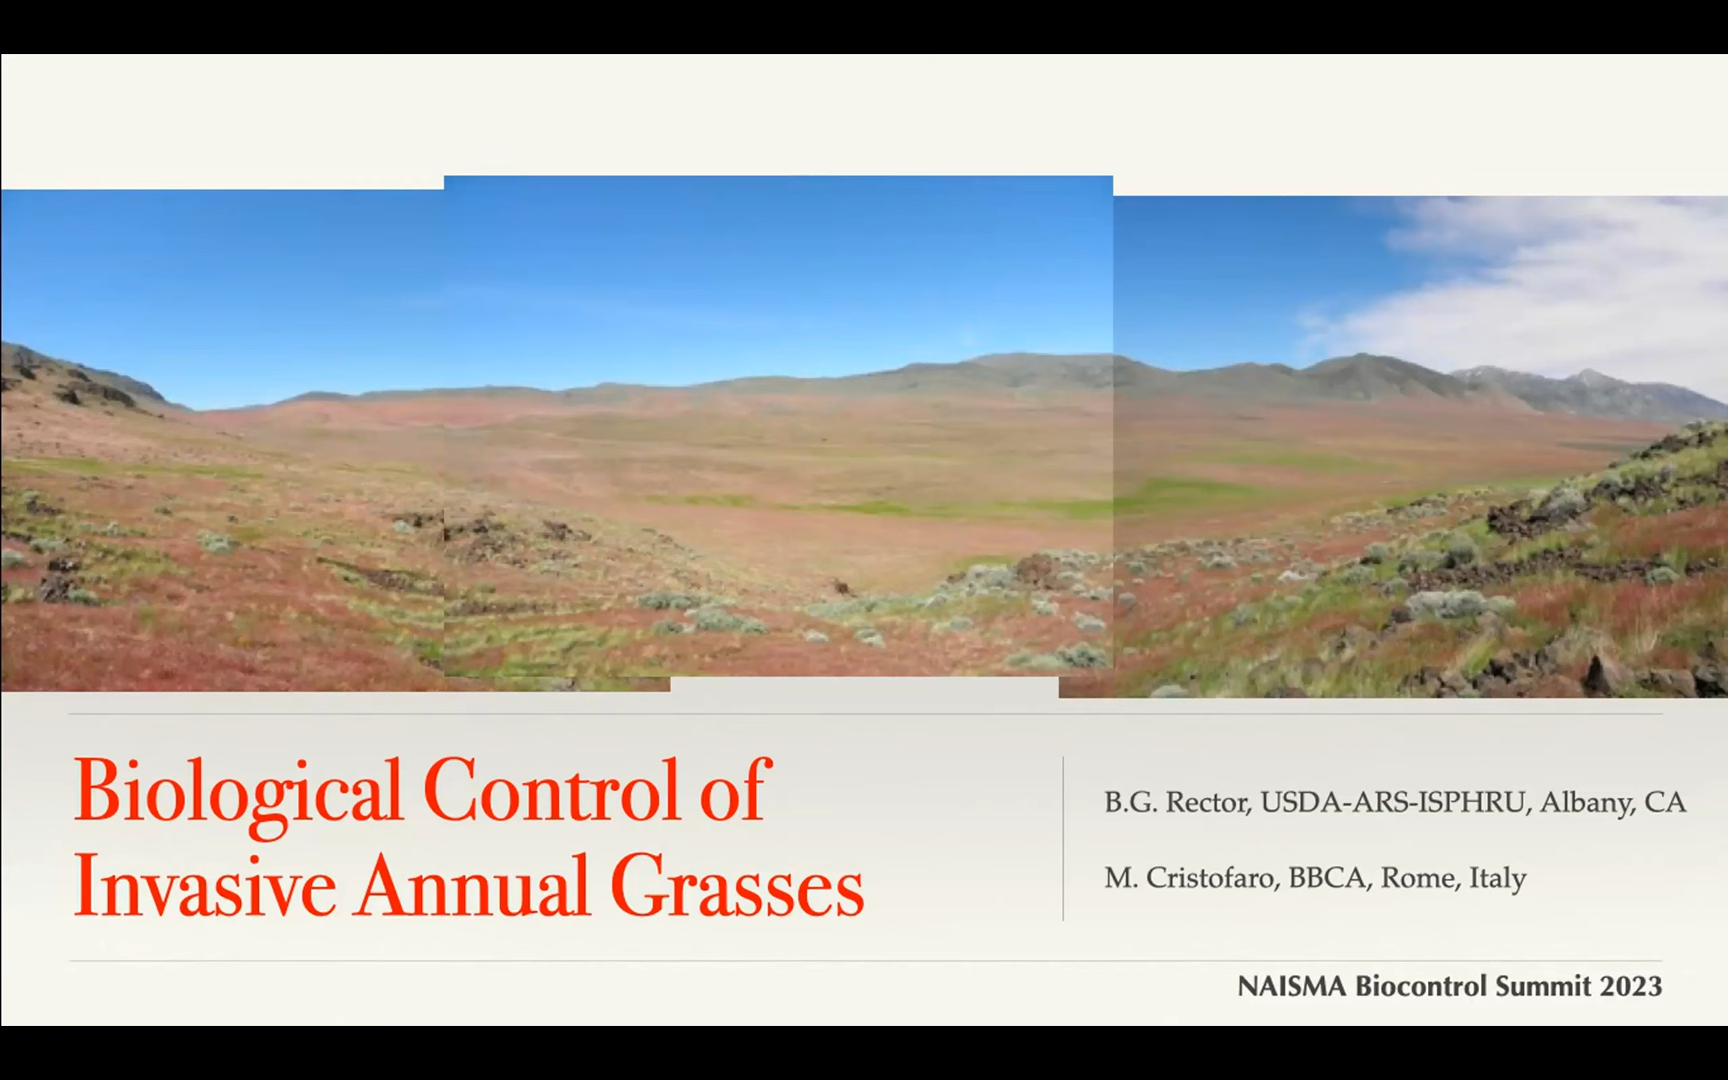 Biological Control of
Invasive Annual Grasses
B.G. Rector, USDA-ARS-ISPHRU, Albany, CA
M. Cristofaro, BBCA, Rome, Italy
NAISMA Biocontrol Summit 2023